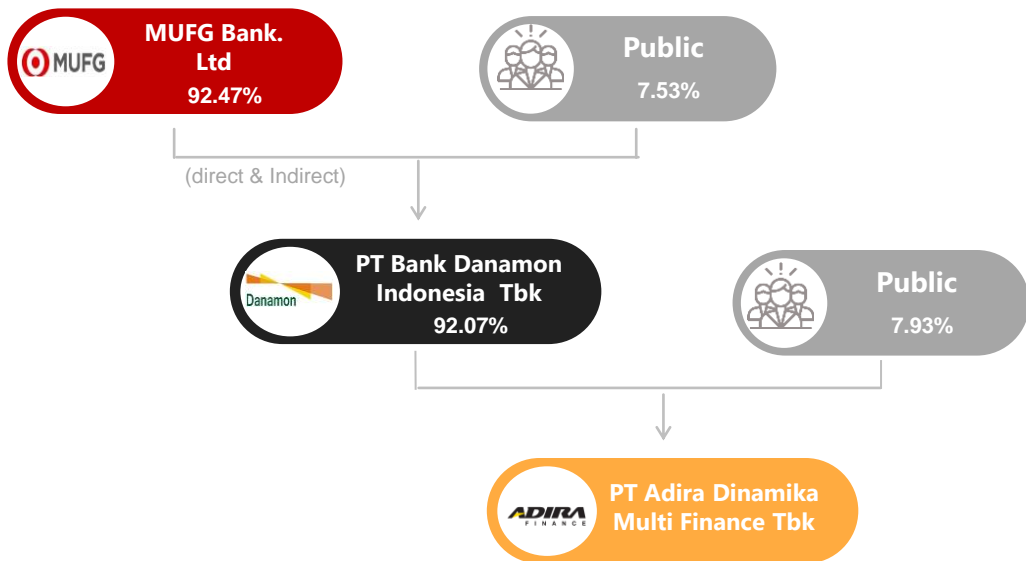 MUFG
MUFG Bank.
Ltd
92.47%
Public
7.53%
(direct & Indirect)
Danamon
PT Bank Danamon
Indonesia Tbk
92.07%
Public
7.93%
ADIRA
FINANCE
PT Adira Dinamika
Multi Finance Tbk